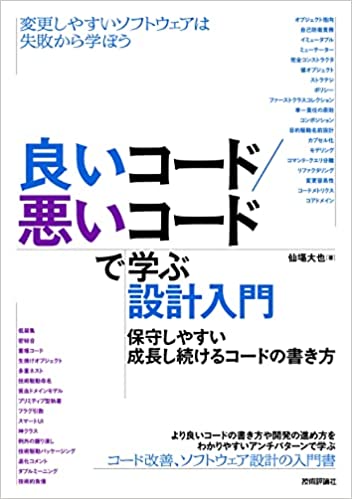 変更しやすいソフトウェアは
失敗から学ぼう
オブジェクト指向
自己防衛責務
イミュータブル
ミューテーター
完全コンストラクタ
値オブジェクト
ストラテジ
ポリシー
ファーストクラスコレクション
単一責任の原則
コンポジション
目的駆動名前設計
カプセル化
モデリング
コマンド・クエリ分離
リファクタリング
変更容易性
コードメトリクス
コアドメイン
良いコード/
悪いコード
で学ぶ
設計入門
仙塲大也[著]
保守しやすい
成長し続けるコードの書き方
低凝集
密結合
重複コード
生焼けオブジェクト
多重ネスト
技術駆動命名
貧血ドメインモデル
プリミティブ型執着
フラグ引数
スマートUI
神クラス
例外の握り潰し
技術駆動パッケージング
退化コメント
ダブルミーニング
技術的負債
より良いコードの書き方や開発の進め方を
わかりやすいアンチパターンで学ぶ
コード改善、ソフトウェア設計の入門書
技術評論社